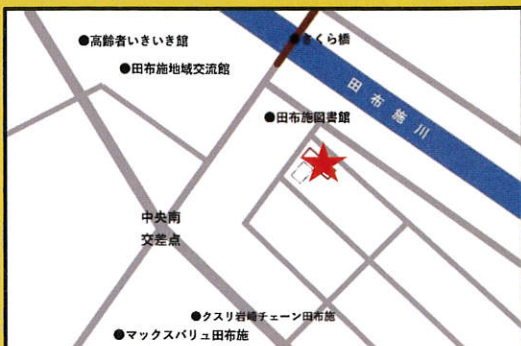 ●高齢者いきいき館
●さくら橋
●田布施地域交流館
田布施川
●田布施図書館
中央南
交差点
●クスリ岩崎チェーン田布施
●マックスバリュ田布施